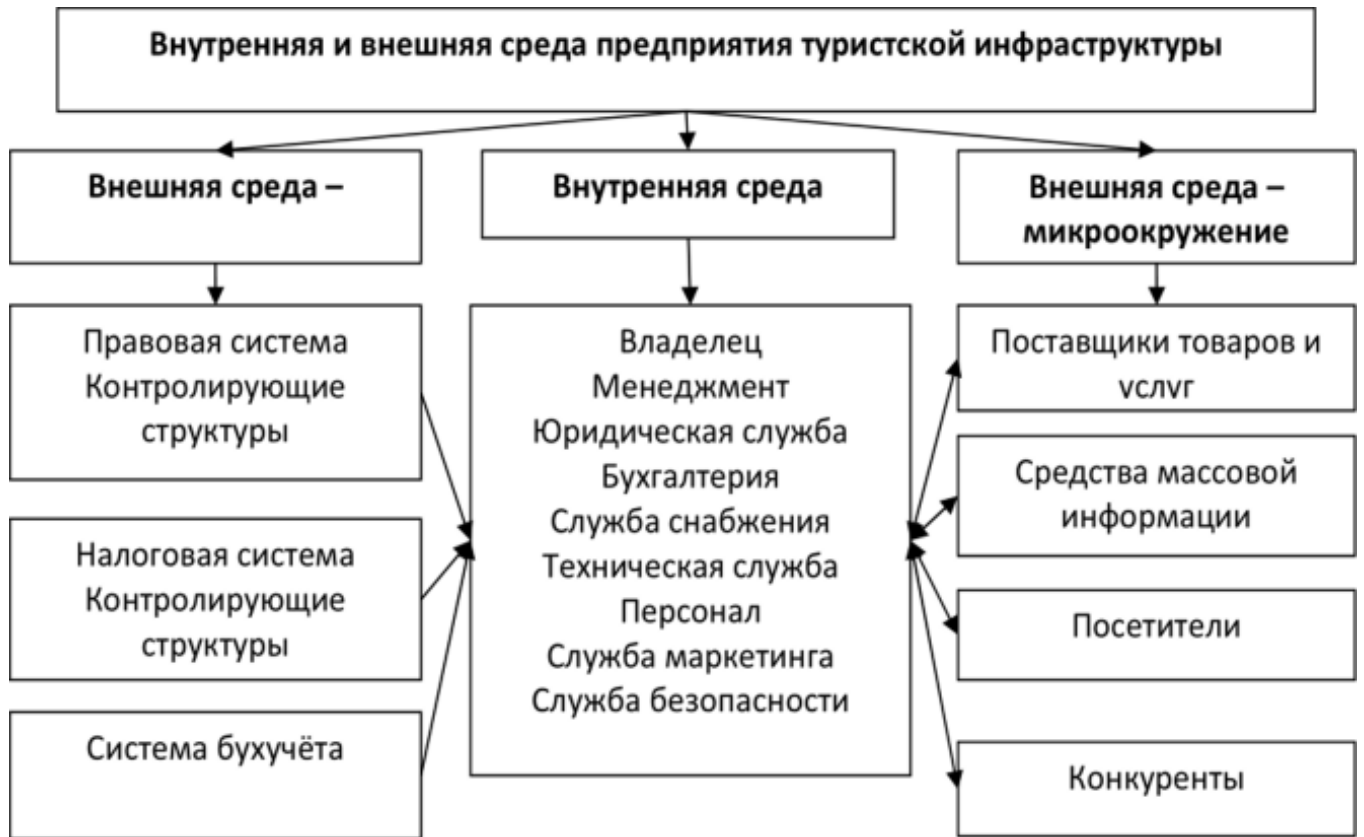 Внутренняя и внешняя среда предприятия туристской инфраструктуры
Внешняя среда –
Внутренняя среда
Внешняя среда –
микроокружение
Правовая система
Контролирующие
структуры
Налоговая система
Контролирующие
структуры
Система бухучёта
Владелец
Менеджмент
Юридическая служба
Бухгалтерия
Служба снабжения
Техническая служба
Персонал
Служба маркетинга
Служба безопасности
Поставщики товаров и
услуг
Средства массовой
информации
Посетители
Конкуренты